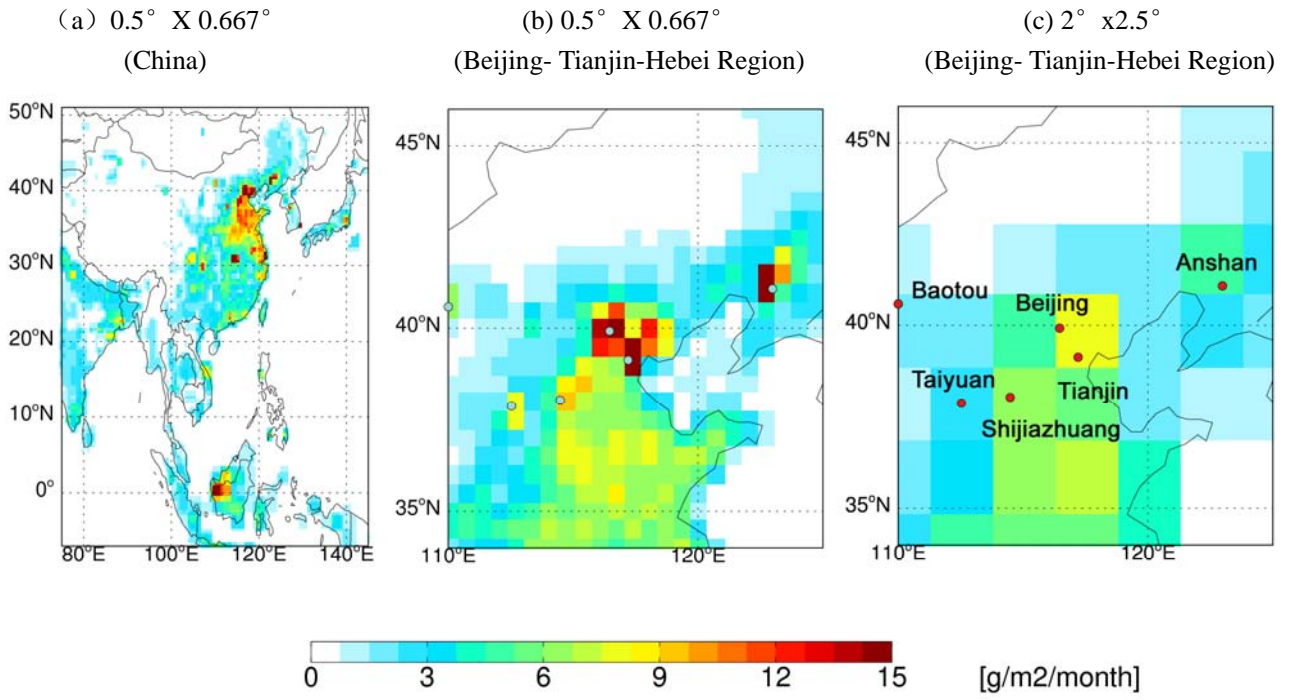 （a）0.5° X 0.667°
(China)
(b) 0.5° X 0.667°
(Beijing- Tianjin-Hebei Region)
(c) 2° x2.5°
(Beijing- Tianjin-Hebei Region)
50°N
40°N
30°N
20°N
10°N
0°
80°E 100°E 120°E 140°E
45°N
40°N
35°N
110°E 120°E
45°N
40°N
35°N
110°E 120°E
Anshan
Baotou
Beijing
Taiyuan
Tianjin
Shijiazhuang
0 3 6 9 12 15 [g/m2/month]